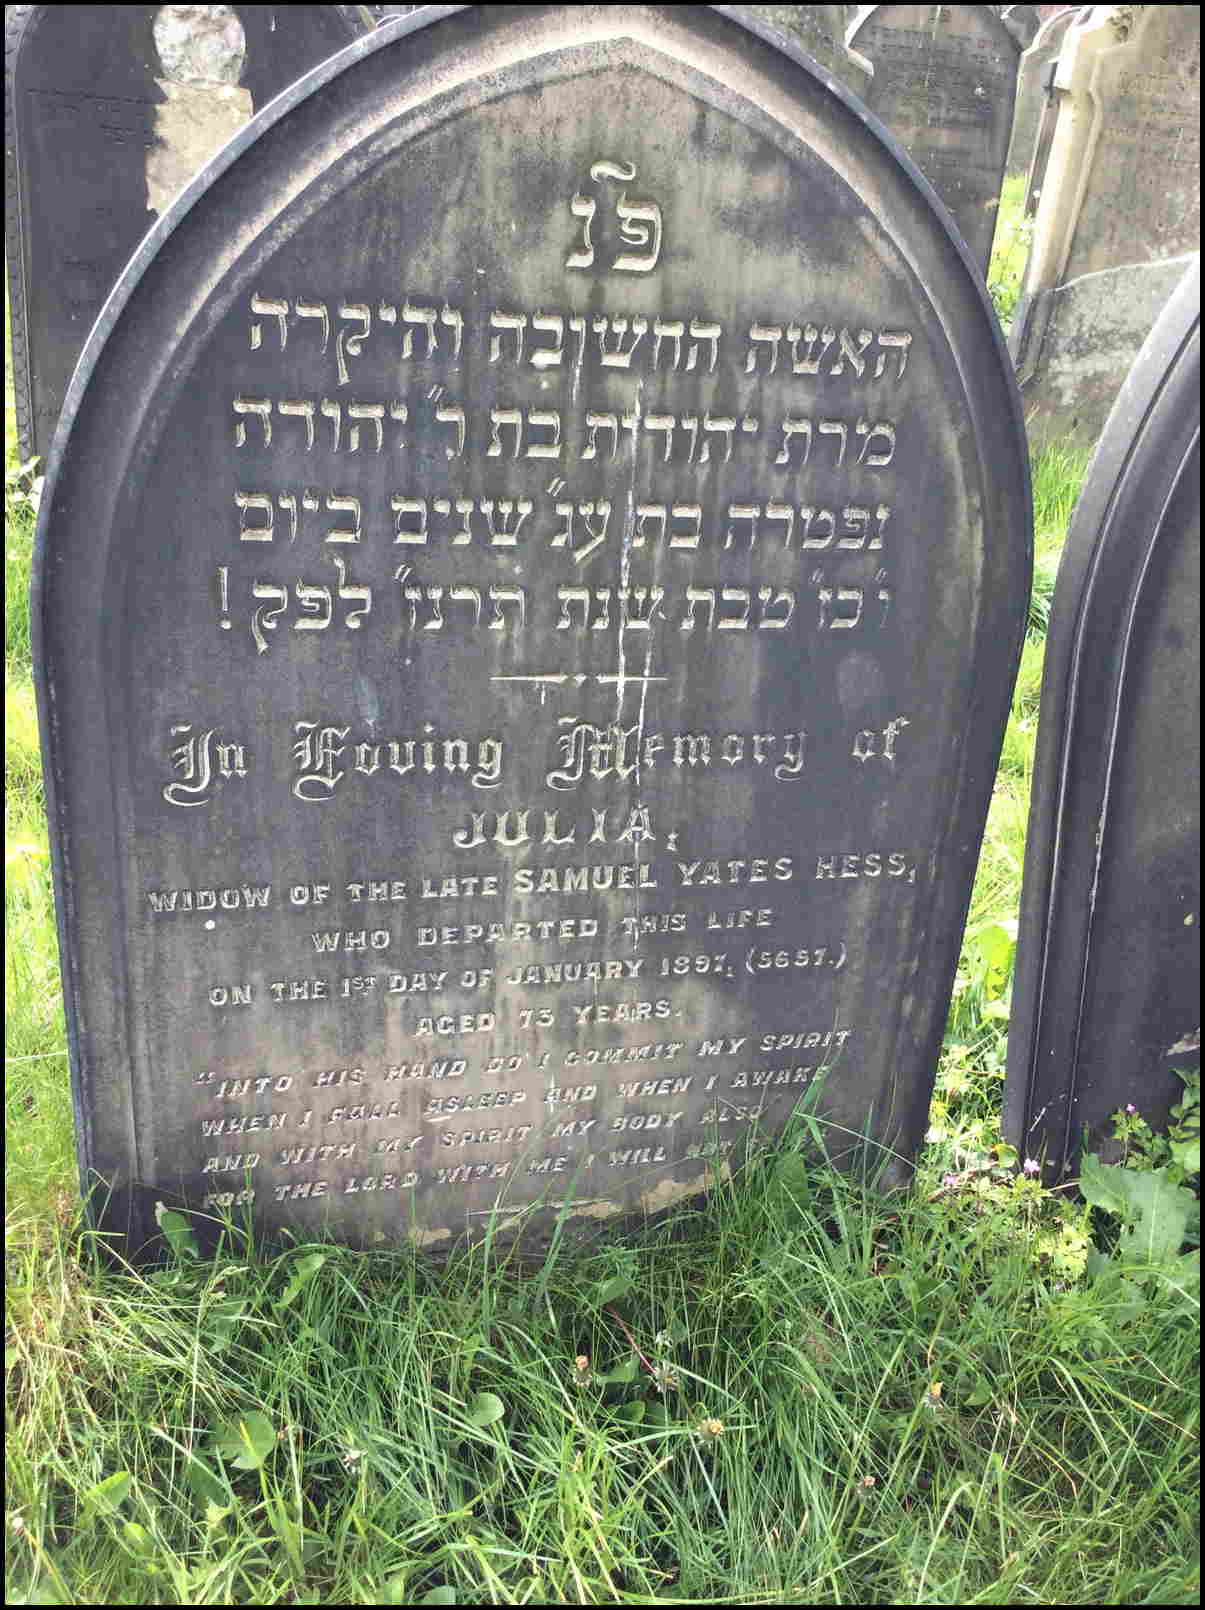 פ״נ
האשה החשובה והיקרה
מרת יהודית בת ר״ יהודה
נפטרה בת ע״ג שנים ביום
ו״ כז״ טבת שנת תרנז״ לפק!
In Loving Memory of
JULIA,
WIDOW OF THE LATE SAMUEL YATES HESS,
WHO DEPARTED THIS LIFE
ON THE 1ST DAY OF JANUARY 1897, (5657.)
AGED 73 YEARS.
"INTO HIS HAND DO I COMMIT MY SPIRIT
WHEN I FALL ASLEEP AND WHEN I AWAKE
AND WITH MY SPIRIT MY BODY ALSO
FOR THE LORD WITH ME I WILL NOT